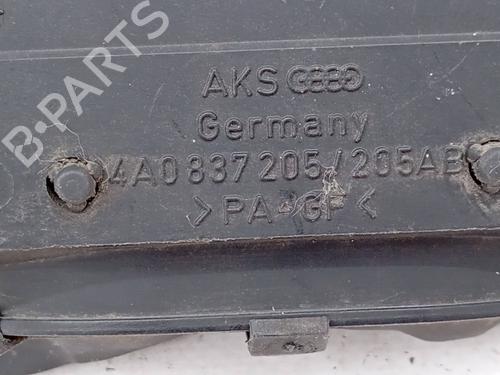 AKS
Germany
4A0 837 205 / 205AB
>PA-GF<
B-PARTS